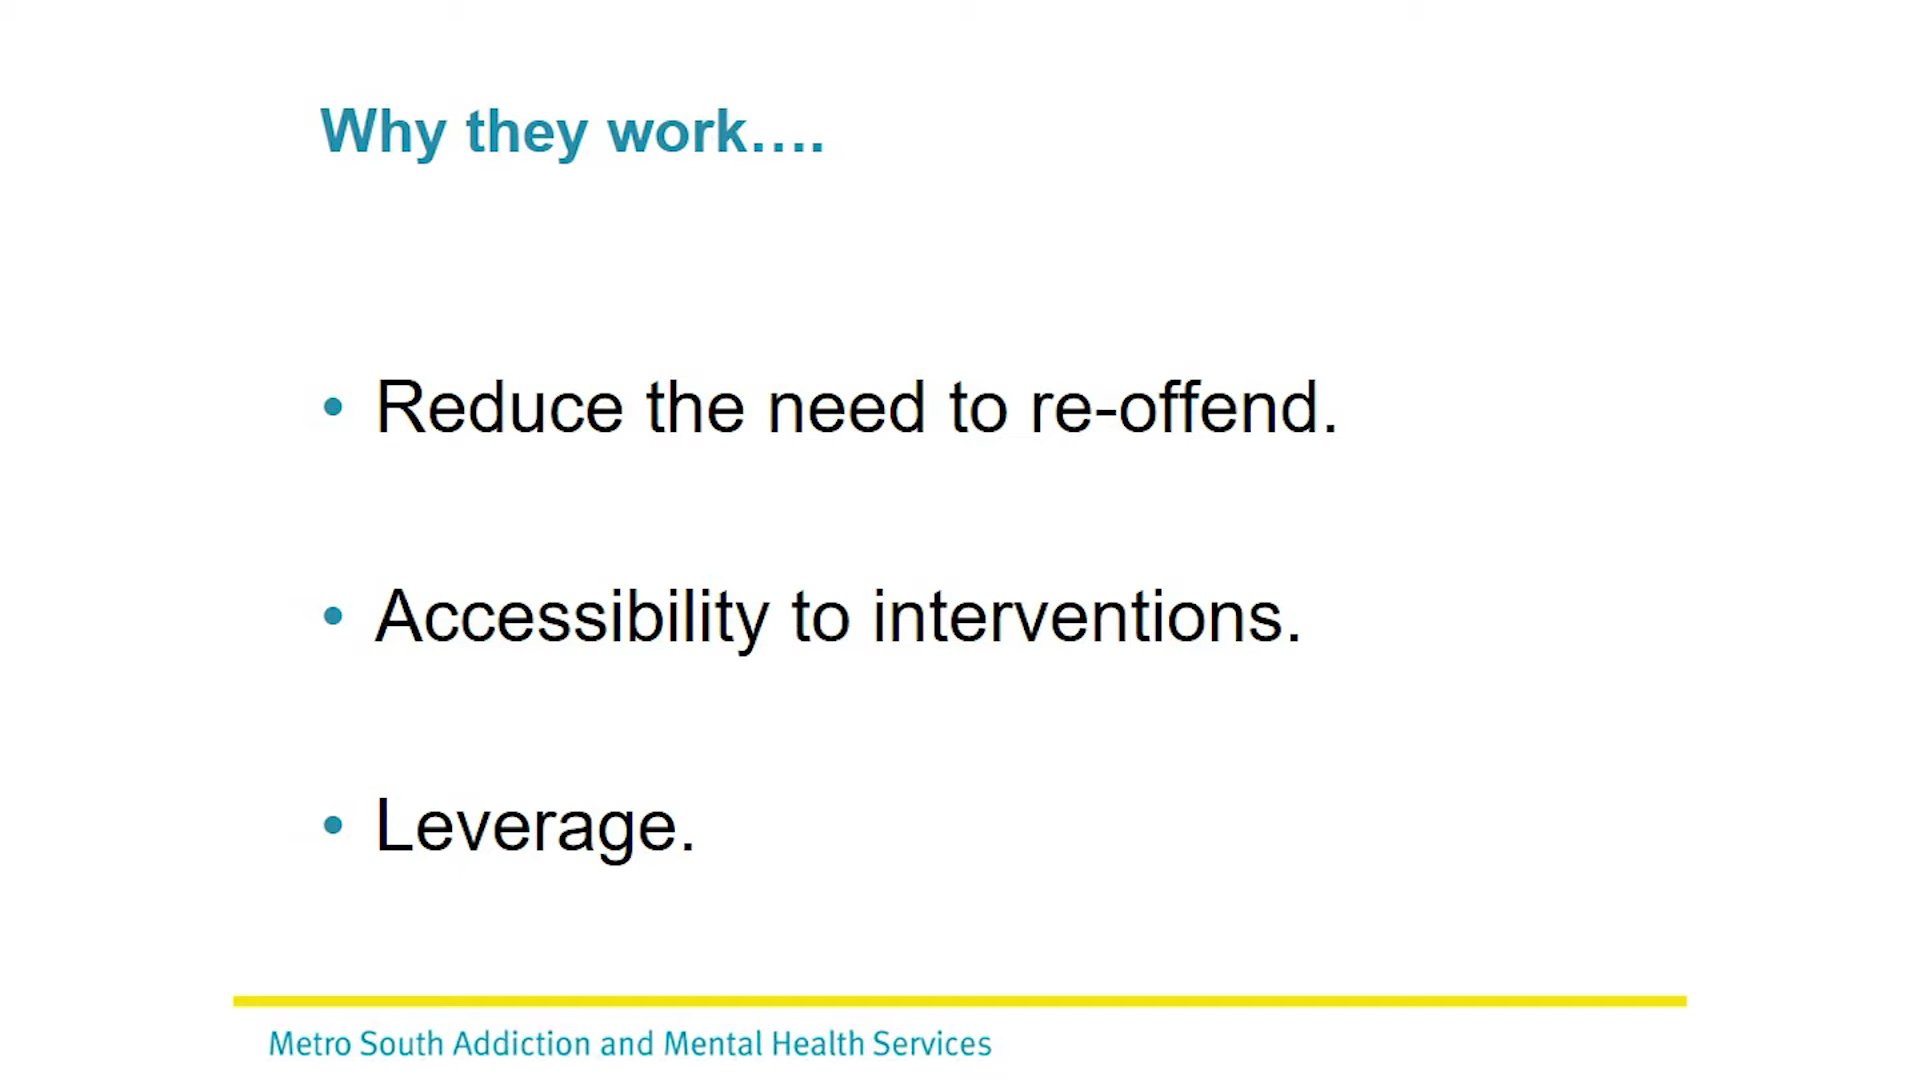 Why they work....
• Reduce the need to re-offend.
• Accessibility to interventions.
• Leverage.
Metro South Addiction and Mental Health Services